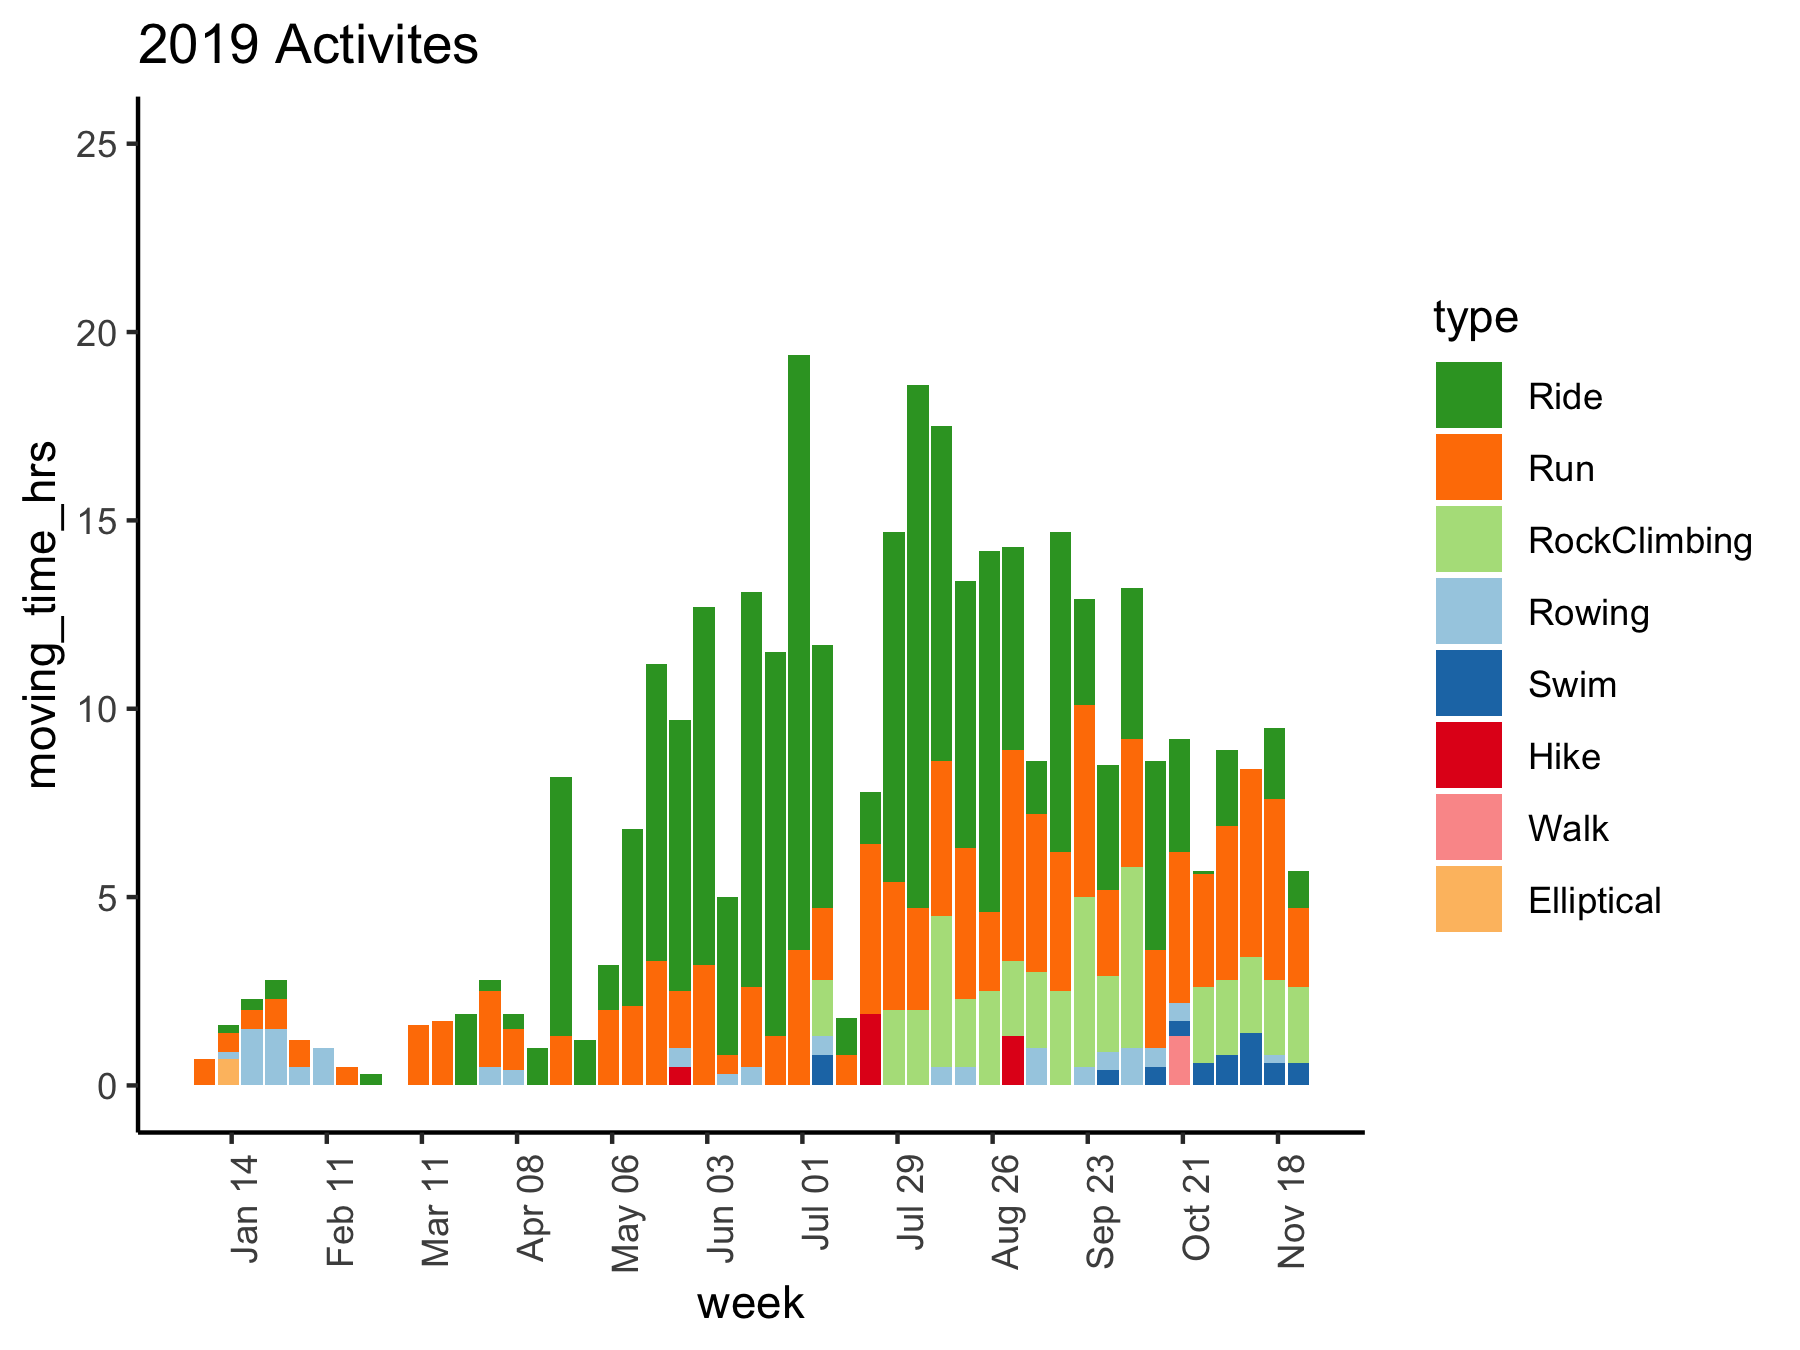 2019 Activites
moving_time_hrs
25
20
15
10
5
0
Jan 14
Feb 11
Mar 11
Apr 08
May 06
Jun 03
Jul 01
Jul 29
Aug 26
Sep 23
Oct 21
Nov 18
week
type
Ride
Run
RockClimbing
Rowing
Swim
Hike
Walk
Elliptical